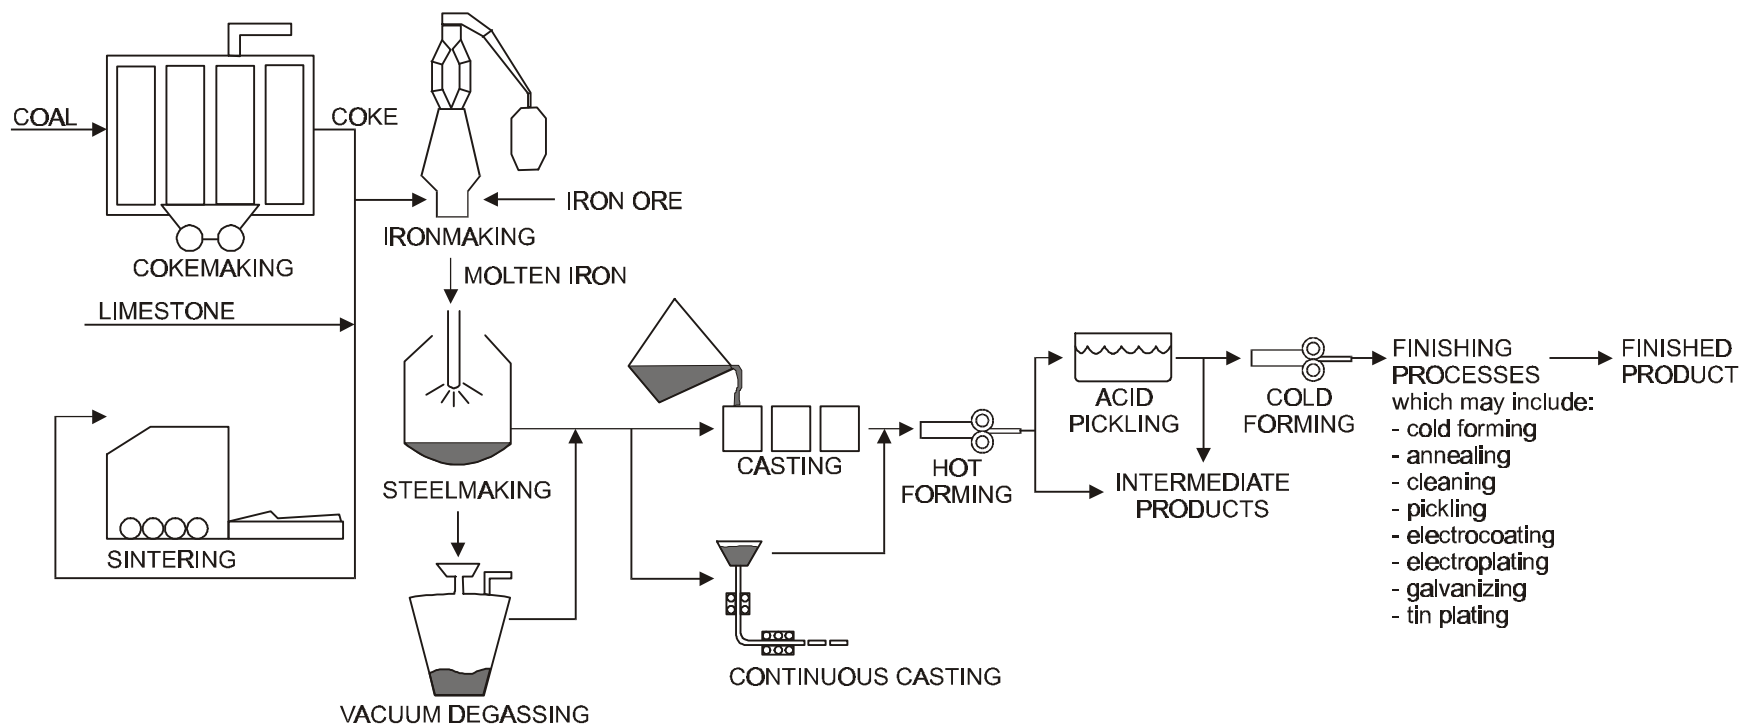 COAL
COKE
IRON ORE
IRONMAKING
COKEMAKING
MOLTEN IRON
LIMESTONE
SINTERING
STEELMAKING
VACUUM DEGASSING
CASTING
CONTINUOUS CASTING
HOT
FORMING
ACID
PICKLING
INTERMEDIATE
PRODUCTS
COLD
FORMING
FINISHING
PROCESSES
which may include:
- cold forming
- annealing
- cleaning
- pickling
- electrocoating
- electroplating
- galvanizing
- tin plating
FINISHED
PRODUCT